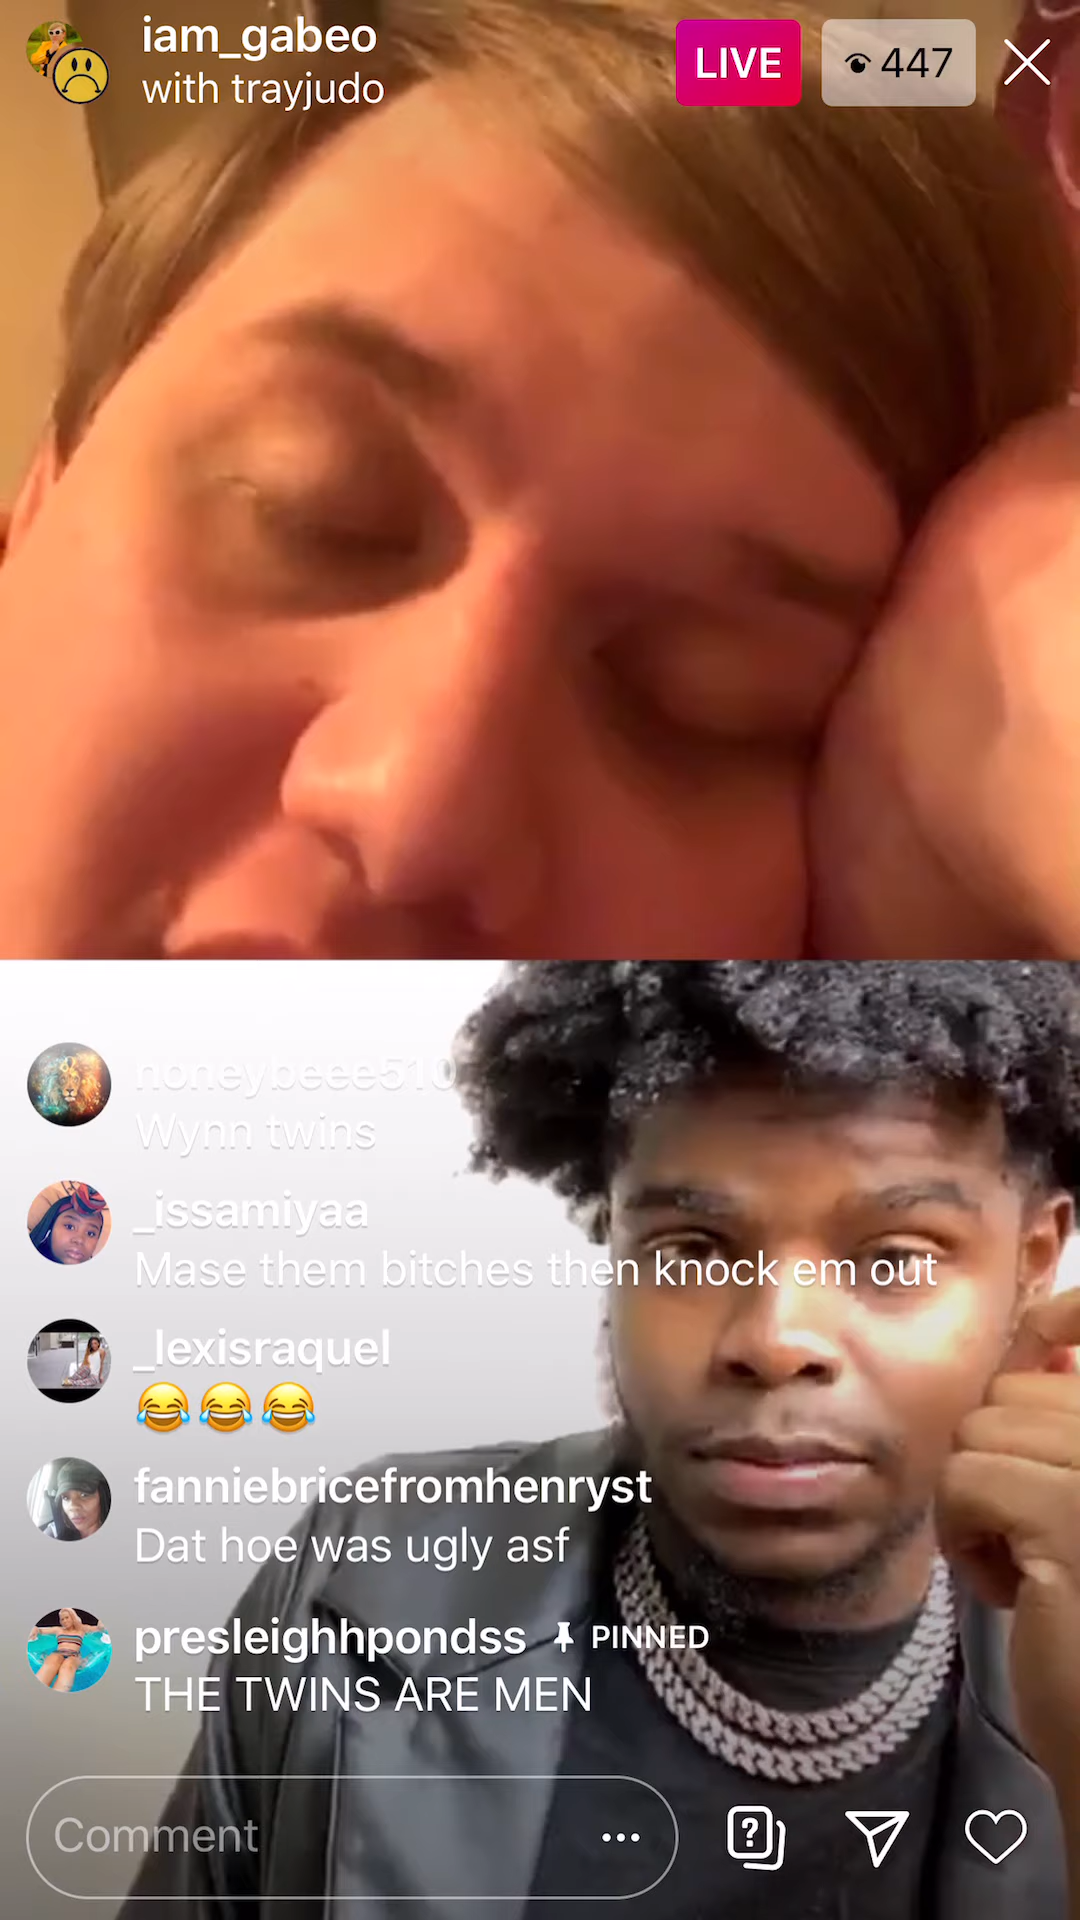 iam_gabeo
with trayjudo
LIVE
447
honeybeee510
Wynn twins
_issamiyaa
Mase them bitches then knock em out
_lexisraquel
😂😂😂
fanniebricefromhenryst
Dat hoe was ugly asf
presleighhpondss PINNED
THE TWINS ARE MEN
Comment